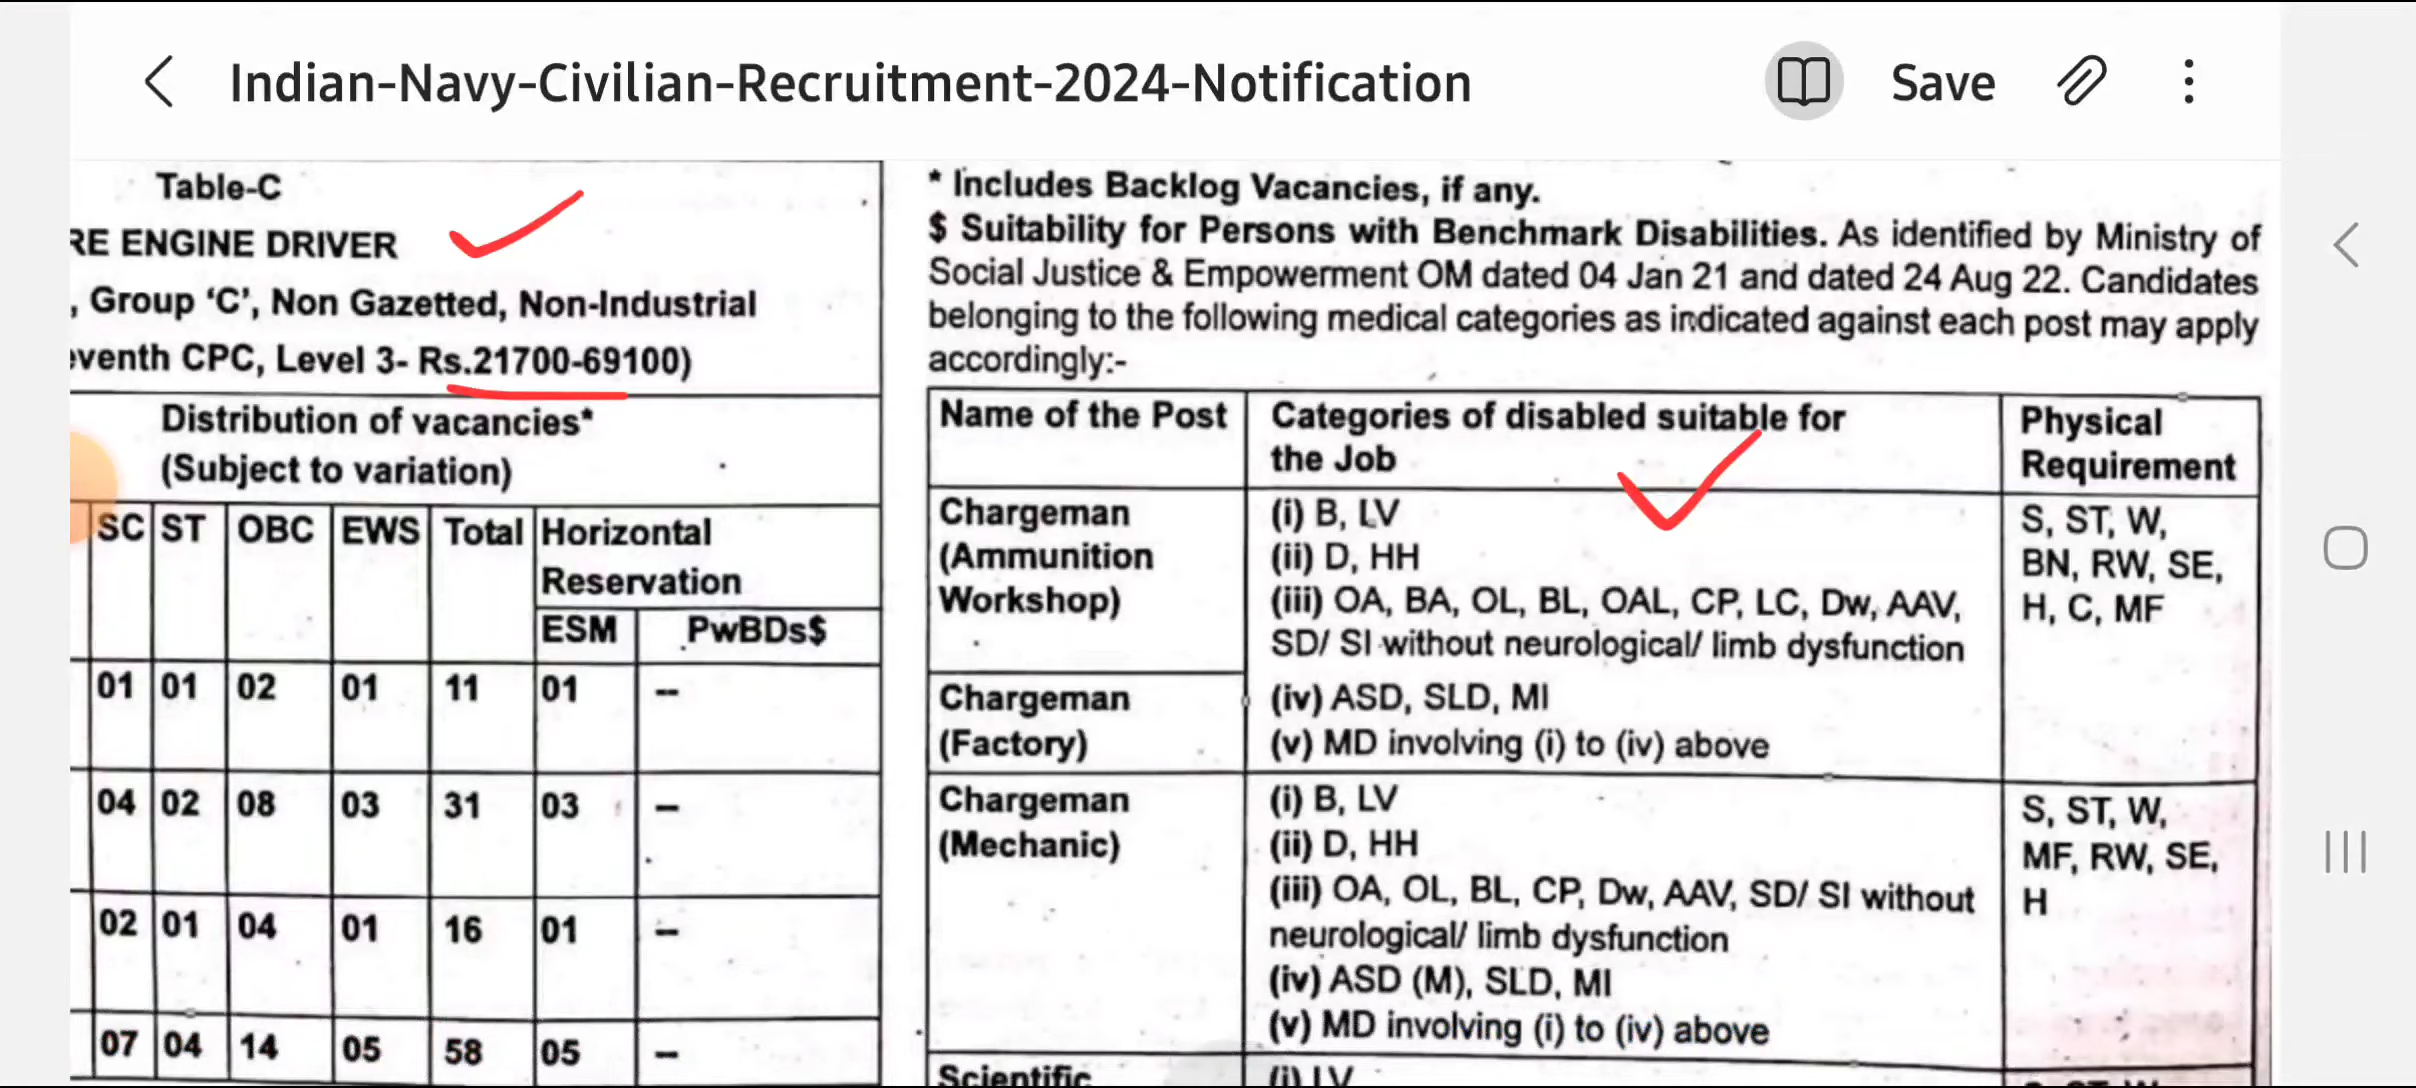 Indian-Navy-Civilian-Recruitment-2024-Notification
Save
Table-C
RE ENGINE DRIVER
, Group ‘C’, Non Gazetted, Non-Industrial
eventh CPC, Level 3- Rs.21700-69100)
Distribution of vacancies*
(Subject to variation)
SC ST OBC EWS Total Horizontal
Reservation
ESM PwBDs$
01 01 02 01 11 01 --
04 02 08 03 31 03 --
02 01 04 01 16 01 --
07 04 14 05 58 05 --
* Includes Backlog Vacancies, if any.
$ Suitability for Persons with Benchmark Disabilities. As identified by Ministry of
Social Justice & Empowerment OM dated 04 Jan 21 and dated 24 Aug 22. Candidates
belonging to the following medical categories as indicated against each post may apply
accordingly:-
Name of the Post
Categories of disabled suitable for
the Job
Physical
Requirement
Chargeman
(Ammunition
Workshop)
Chargeman
(Factory)
(i) B, LV
(ii) D, HH
(iii) OA, BA, OL, BL, OAL, CP, LC, Dw, AAV,
SD/ SI without neurological/ limb dysfunction
(iv) ASD, SLD, MI
(v) MD involving (i) to (iv) above
S, ST, W,
BN, RW, SE,
H, C, MF
Chargeman
(Mechanic)
(i) B, LV
(ii) D, HH
(iii) OA, OL, BL, CP, Dw, AAV, SD/ SI without
neurological/ limb dysfunction
(iv) ASD (M), SLD, MI
(v) MD involving (i) to (iv) above
S, ST, W,
MF, RW, SE,
H
Scientific
(i) LV